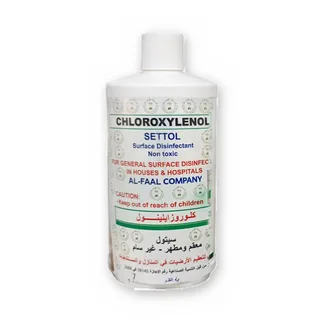 CHLOROXYLENOL
SETTOL
Surface Disinfectant
Non toxic
FOR GENERAL SURFACE DISINFEC
IN HOUSES & HOSPITALS
AL-FAAL COMPANY
CAUTION:
- Keep out of reach of children
كلوروزايلينول
سيتول
معقم ومطهر - غير سام
لتعقيم الأرضيات في المنازل والمستشفيات